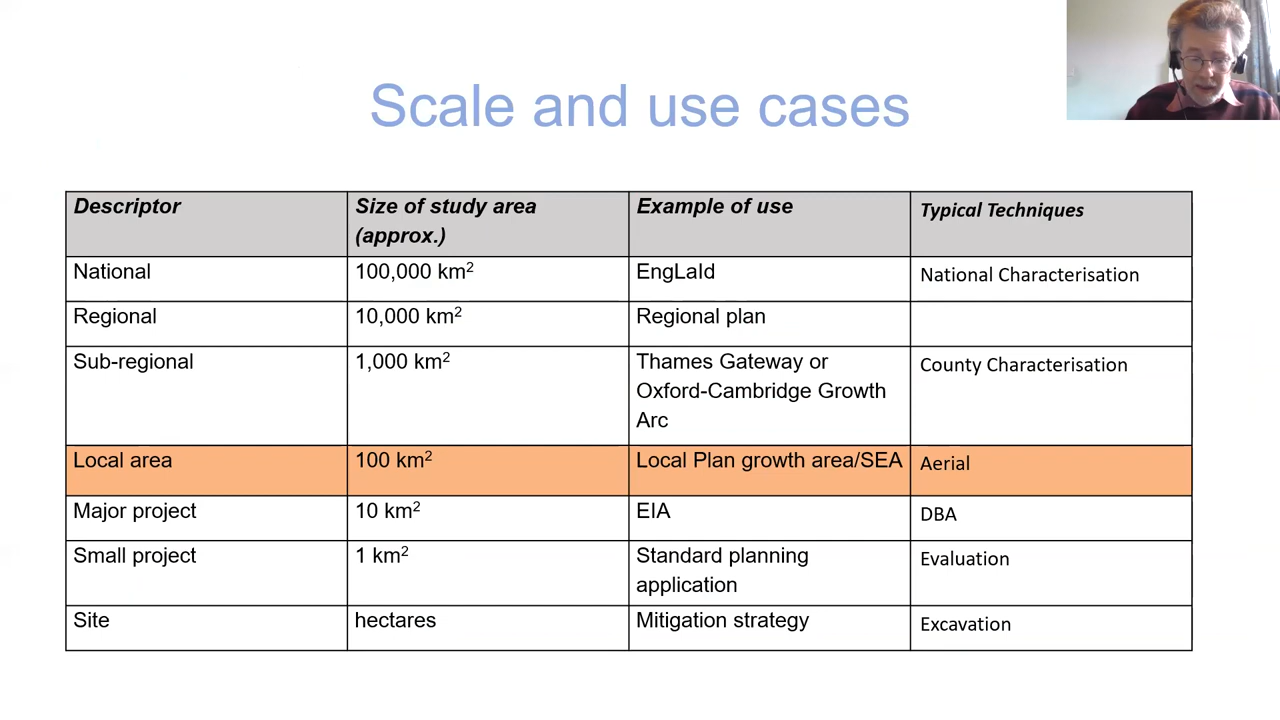 Scale and use cases
Descriptor Size of study area Example of use Typical Techniques
(approx.)
National 100,000 km² EngLaId National Characterisation
Regional 10,000 km² Regional plan
Sub-regional 1,000 km² Thames Gateway or County Characterisation
Oxford-Cambridge Growth
Arc
Local area 100 km² Local Plan growth area/SEA Aerial
Major project 10 km² EIA DBA
Small project 1 km² Standard planning Evaluation
application
Site hectares Mitigation strategy Excavation